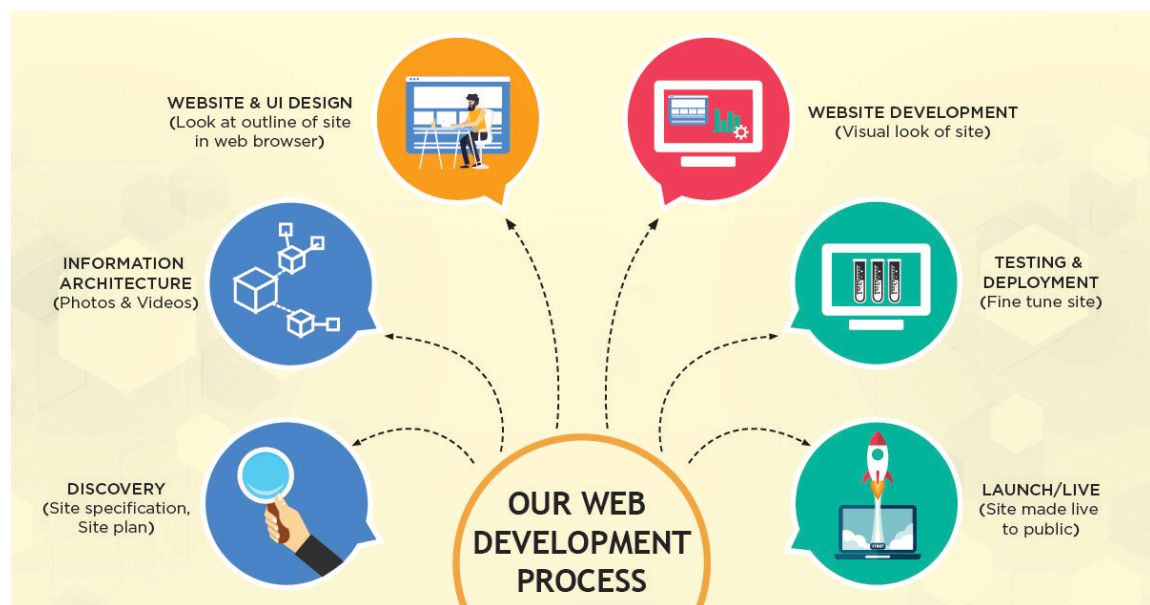 WEBSITE & UI DESIGN
(Look at outline of site
in web browser)
WEBSITE DEVELOPMENT
(Visual look of site)
INFORMATION
ARCHITECTURE
(Photos & Videos)
TESTING &
DEPLOYMENT
(Fine tune site)
DISCOVERY
(Site specification,
Site plan)
LAUNCH/LIVE
(Site made live
to public)
START
OUR WEB
DEVELOPMENT
PROCESS